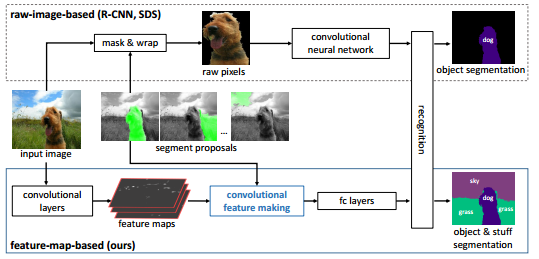 raw-image-based (R-CNN, SDS)
mask & wrap
raw pixels
convolutional
neural network
dog
object segmentation
input image
segment proposals
...
recognition
convolutional
layers
feature maps
convolutional
feature making
fc layers
sky
dog
grass
grass
object & stuff
segmentation
feature-map-based (ours)